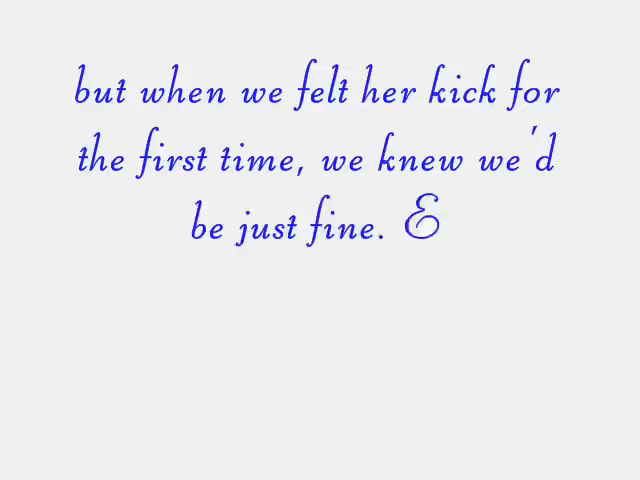 but when we felt her kick for
the first time, we knew we'd
be just fine. E